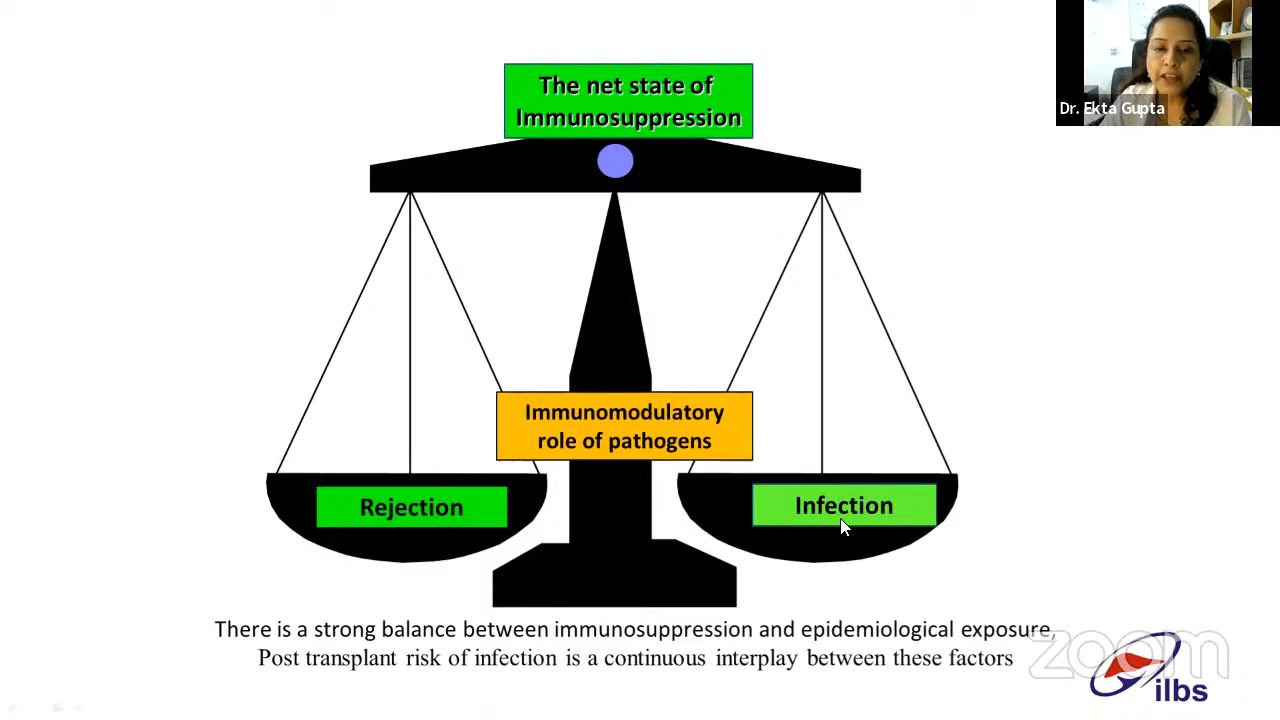 The net state of
Immunosuppression
Dr. Ekta Gupta
Immunomodulatory
role of pathogens
Rejection
Infection
There is a strong balance between immunosuppression and epidemiological exposure,
Post transplant risk of infection is a continuous interplay between these factors
zoom
ilbs